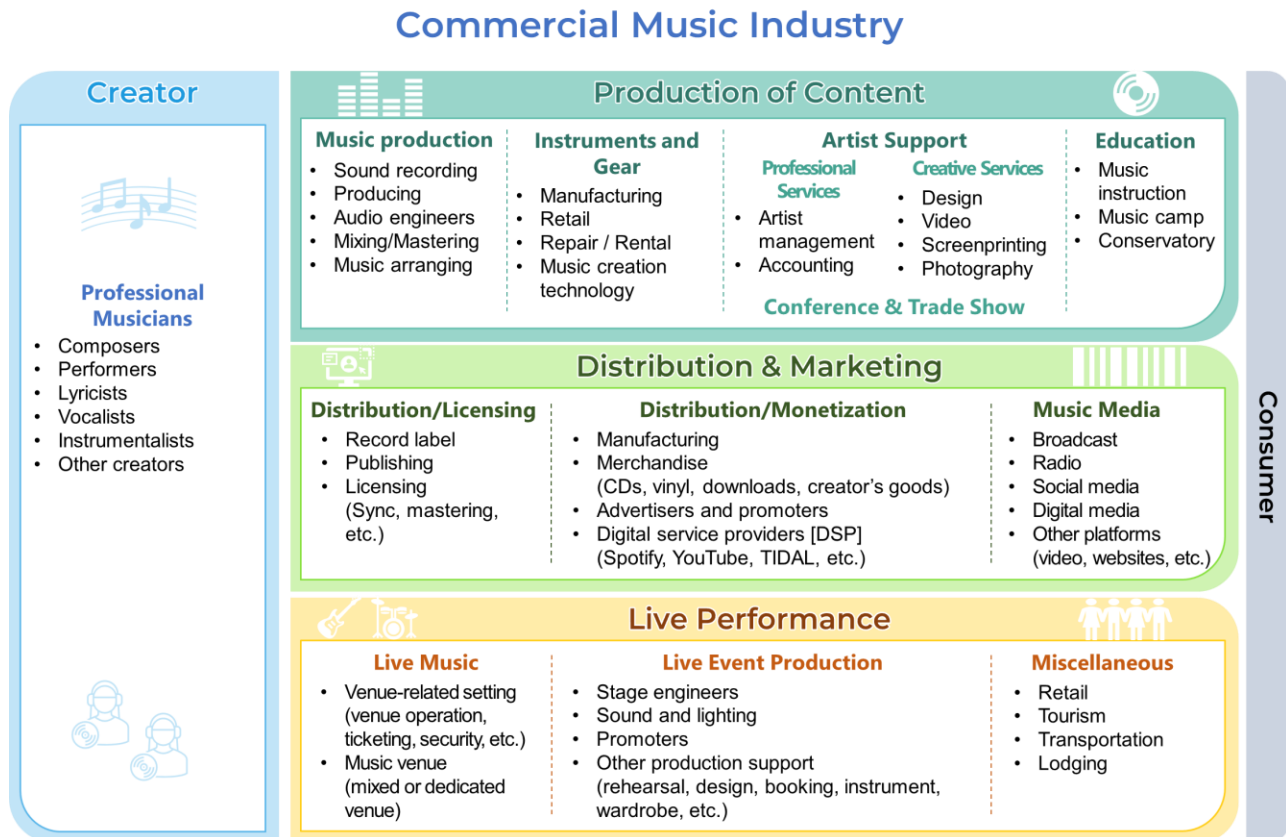 Commercial Music Industry
Creator
Professional
Musicians
• Composers
• Performers
• Lyricists
• Vocalists
• Instrumentalists
• Other creators
Production of Content
Music production
• Sound recording
• Producing
• Audio engineers
• Mixing/Mastering
• Music arranging
Instruments and
Gear
• Manufacturing
• Retail
• Repair / Rental
• Music creation
technology
Artist Support
Professional
Services
• Artist
management
• Accounting
Creative Services
• Design
• Video
• Screenprinting
• Photography
Conference & Trade Show
Education
• Music
instruction
• Music camp
• Conservatory
Distribution & Marketing
Distribution/Licensing
• Record label
• Publishing
• Licensing
(Sync, mastering,
etc.)
Distribution/Monetization
• Manufacturing
• Merchandise
(CDs, vinyl, downloads, creator's goods)
• Advertisers and promoters
• Digital service providers [DSP]
(Spotify, YouTube, TIDAL, etc.)
Music Media
• Broadcast
• Radio
• Social media
• Digital media
• Other platforms
(video, websites, etc.)
Live Performance
Live Music
• Venue-related setting
(venue operation,
ticketing, security, etc.)
• Music venue
(mixed or dedicated
venue)
Live Event Production
• Stage engineers
• Sound and lighting
• Promoters
• Other production support
(rehearsal, design, booking, instrument,
wardrobe, etc.)
Miscellaneous
• Retail
• Tourism
• Transportation
• Lodging
Consumer